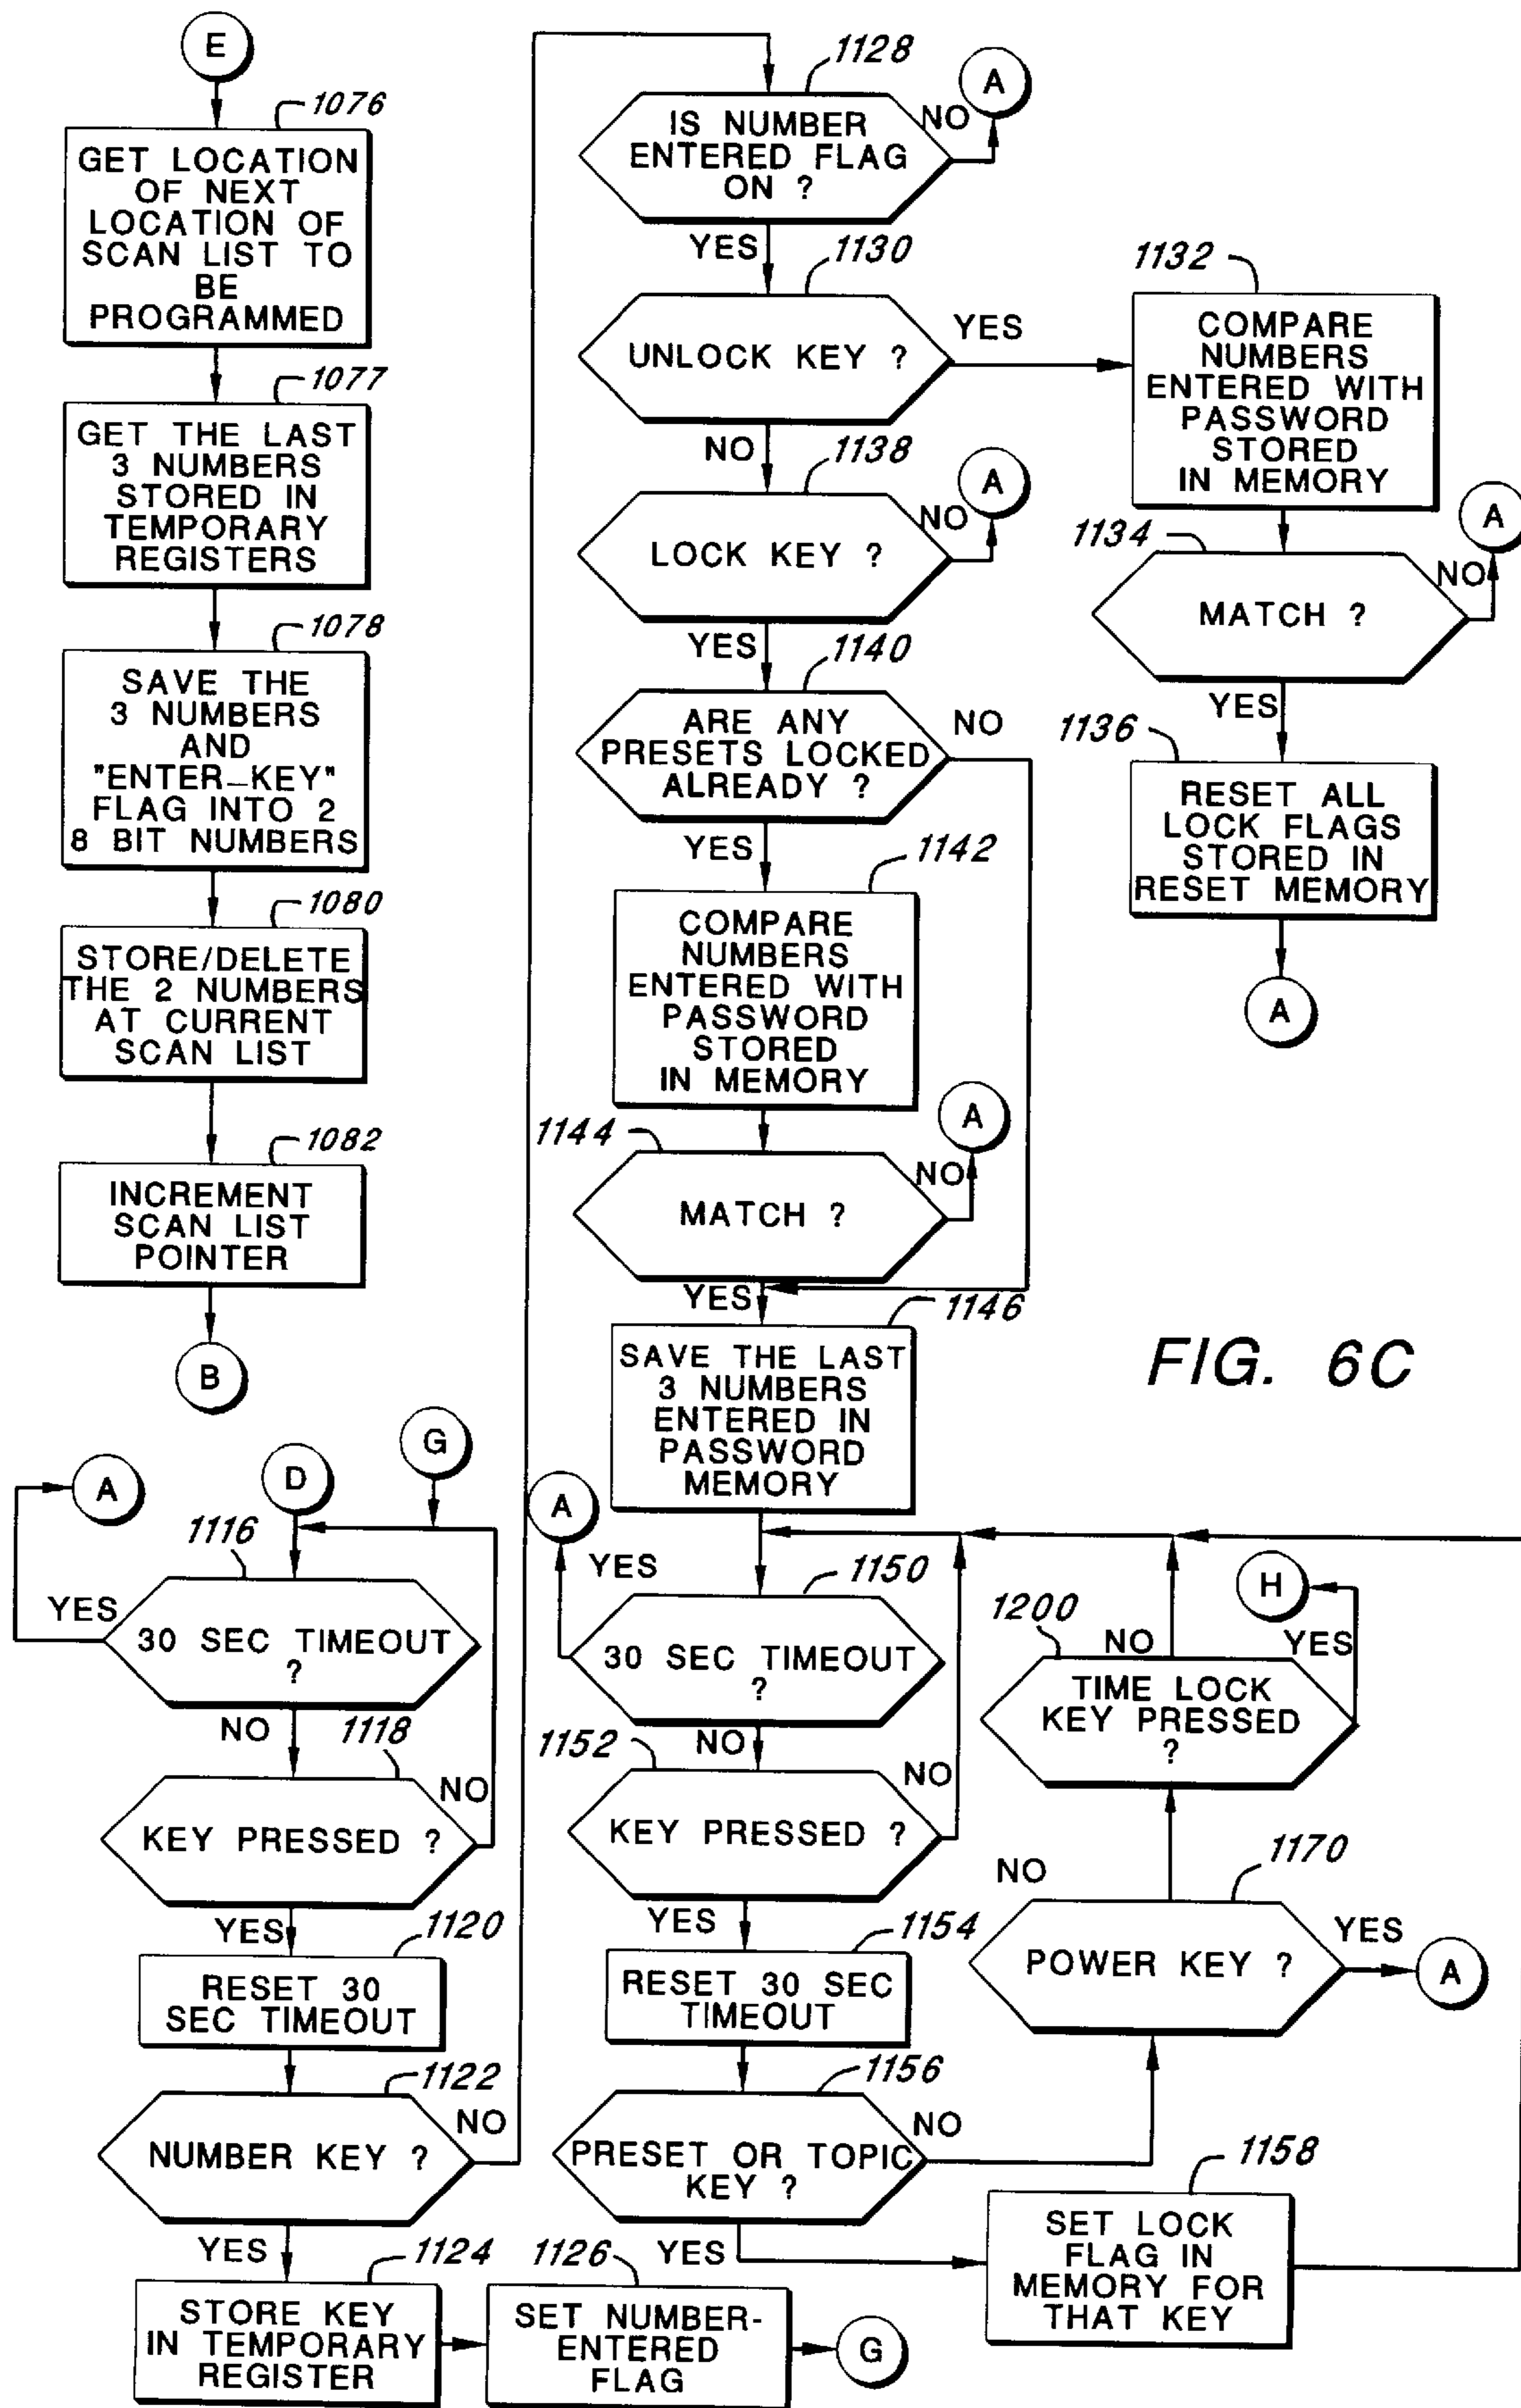 E
1076
GET LOCATION
OF NEXT
LOCATION OF
SCAN LIST TO
BE
PROGRAMMED
1077
GET THE LAST
3 NUMBERS
STORED IN
TEMPORARY
REGISTERS
1078
SAVE THE
3 NUMBERS
AND
"ENTER-KEY"
FLAG INTO 2
8 BIT NUMBERS
1080
STORE/DELETE
THE 2 NUMBERS
AT CURRENT
SCAN LIST
1082
INCREMENT
SCAN LIST
POINTER
B
A
D
G
1116
YES
30 SEC TIMEOUT
?
NO
1118
NO
KEY PRESSED ?
YES
1120
RESET 30
SEC TIMEOUT
1122
NO
NUMBER KEY ?
YES
1124
STORE KEY
IN TEMPORARY
REGISTER
1126
SET NUMBER-
ENTERED
FLAG
G
1128
A
NO
IS NUMBER
ENTERED FLAG
ON ?
YES
1130
YES
UNLOCK KEY ?
NO
1132
COMPARE
NUMBERS
ENTERED WITH
PASSWORD
STORED
IN MEMORY
1134
A
NO
MATCH ?
YES
1136
RESET ALL
LOCK FLAGS
STORED IN
RESET MEMORY
A
1138
A
NO
LOCK KEY ?
YES
1140
NO
ARE ANY
PRESETS LOCKED
ALREADY ?
YES
1142
COMPARE
NUMBERS
ENTERED WITH
PASSWORD
STORED
IN MEMORY
1144
A
NO
MATCH ?
YES
1146
SAVE THE LAST
3 NUMBERS
ENTERED IN
PASSWORD
MEMORY
FIG. 6C
A
YES
1150
30 SEC TIMEOUT
?
NO
1152
NO
KEY PRESSED ?
YES
1154
RESET 30 SEC
TIMEOUT
1156
NO
PRESET OR TOPIC
KEY ?
YES
1158
SET LOCK
FLAG IN
MEMORY FOR
THAT KEY
1170
NO
POWER KEY ?
YES
A
1200
NO
H
YES
TIME LOCK
KEY PRESSED
?